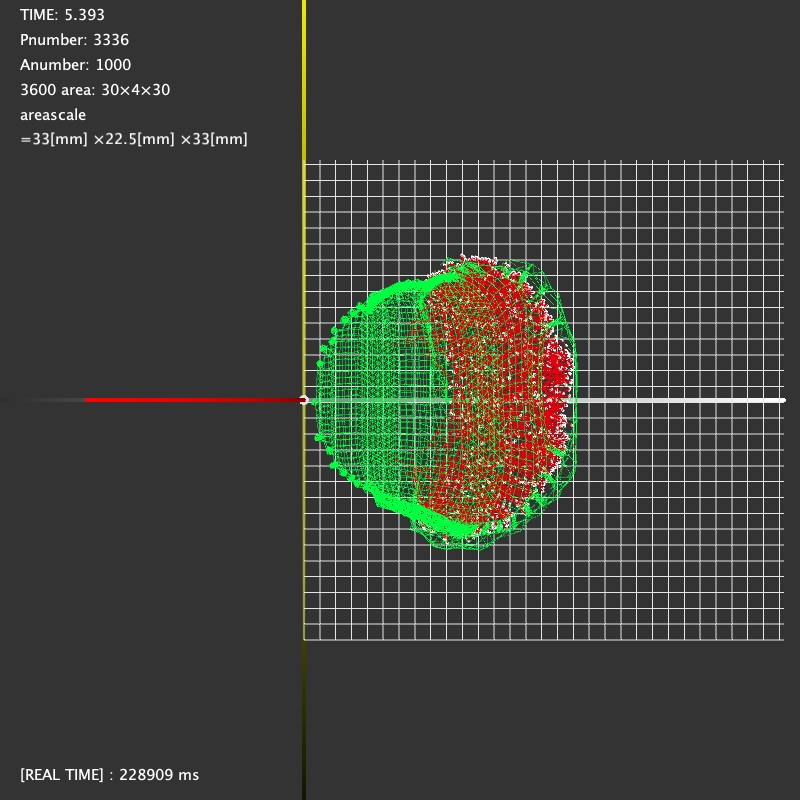 TIME: 5.393
Pnumber: 3336
Anumber: 1000
3600 area: 30×4×30
areascale
=33[mm] ×22.5[mm] ×33[mm]
[REAL TIME] : 228909 ms